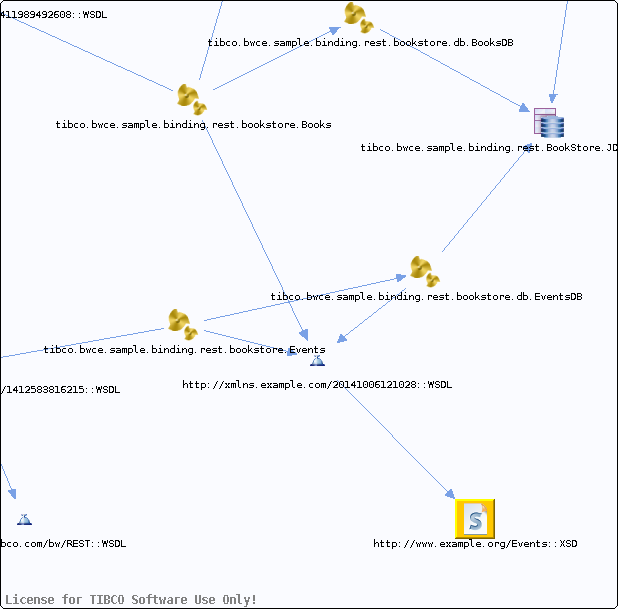 411989492608::WSDL
tibco.bwce.sample.binding.rest.bookstore.db.BooksDB
tibco.bwce.sample.binding.rest.bookstore.Books
tibco.bwce.sample.binding.rest.BookStore.JD
tibco.bwce.sample.binding.rest.bookstore.db.EventsDB
tibco.bwce.sample.binding.rest.bookstore.Events
http://xmlns.example.com/20141006121028::WSDL
/1412583816215::WSDL
S
bco.com/bw/REST::WSDL
http://www.example.org/Events::XSD
License for TIBCO Software Use Only!